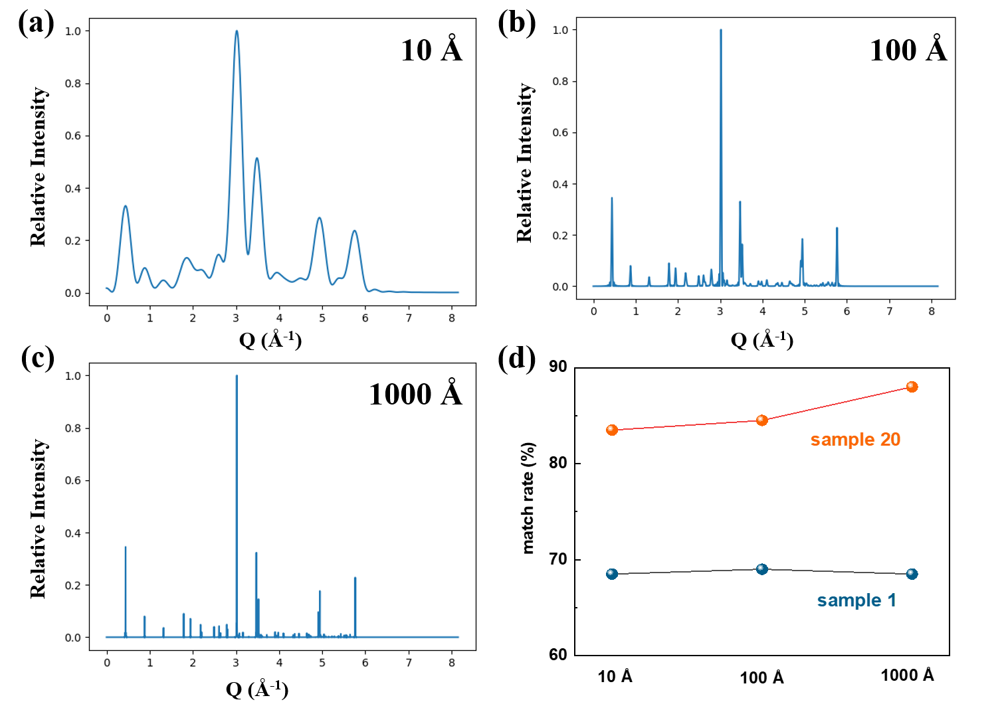 (a)
10 Å
1.0
0.8
0.6
0.4
0.2
0.0
Relative Intensity
0 1 2 3 4 5 6 7 8
Q (Å-1)
(b)
100 Å
1.0
0.8
0.6
0.4
0.2
0.0
Relative Intensity
0 1 2 3 4 5 6 7 8
Q (Å-1)
(c)
1000 Å
1.0
0.8
0.6
0.4
0.2
0.0
Relative Intensity
0 1 2 3 4 5 6 7 8
Q (Å-1)
(d)
90
80
70
60
match rate (%)
sample 20
sample 1
10 Å 100 Å 1000 Å